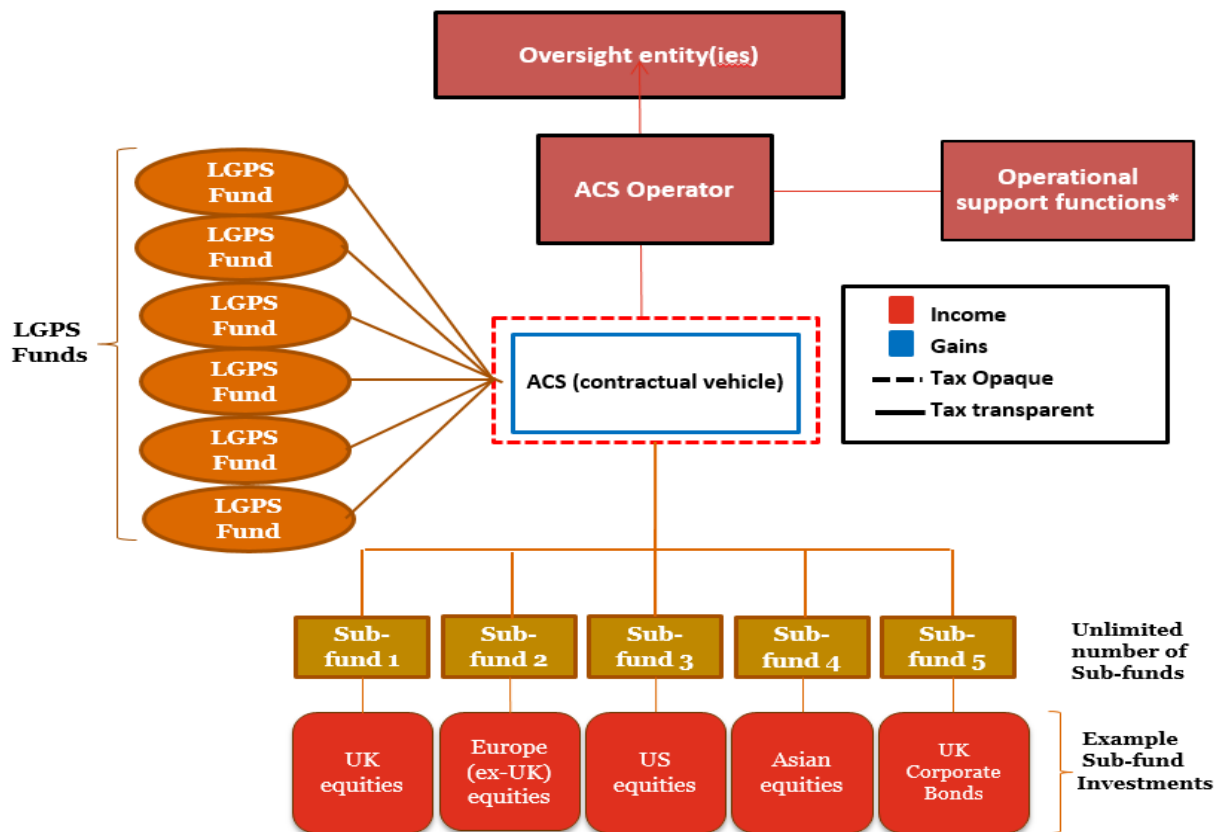 Oversight entity(ies)
ACS Operator
Operational
support functions*
LGPS
Funds
LGPS
Fund
LGPS
Fund
LGPS
Fund
LGPS
Fund
LGPS
Fund
LGPS
Fund
ACS (contractual vehicle)
Income
Gains
Tax Opaque
Tax transparent
Sub-
fund 1
Sub-
fund 2
Sub-
fund 3
Sub-
fund 4
Sub-
fund 5
Unlimited
number of
Sub-funds
UK
equities
Europe
(ex-UK)
equities
US
equities
Asian
equities
UK
Corporate
Bonds
Example
Sub-fund
Investments